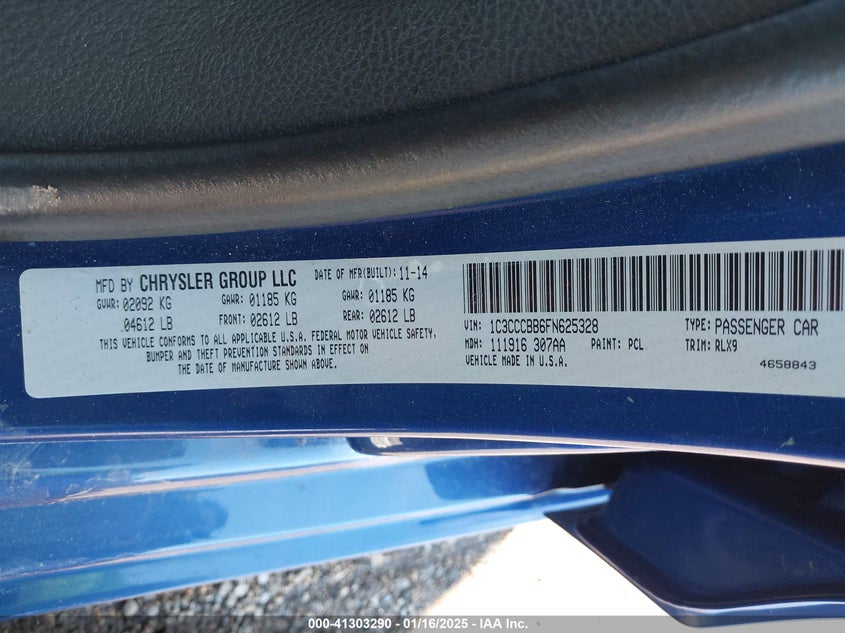 MFD BY CHRYSLER GROUP LLC DATE OF MFR(BUILT): 11-14
GVWR: 02092 KG GAWR: 01185 KG GAWR: 01185 KG
04612 LB FRONT: 02612 LB REAR: 02612 LB
THIS VEHICLE CONFORMS TO ALL APPLICABLE U.S.A. FEDERAL MOTOR VEHICLE SAFETY,
BUMPER AND THEFT PREVENTION STANDARDS IN EFFECT ON
THE DATE OF MANUFACTURE SHOWN ABOVE.
VIN: 1C3CCCBB6FN625328 TYPE: PASSENGER CAR
MDH: 111916 307AA PAINT: PCL TRIM: RLX9
VEHICLE MADE IN U.S.A. 4658843
000-41303290 - 01/16/2025 - IAA Inc.